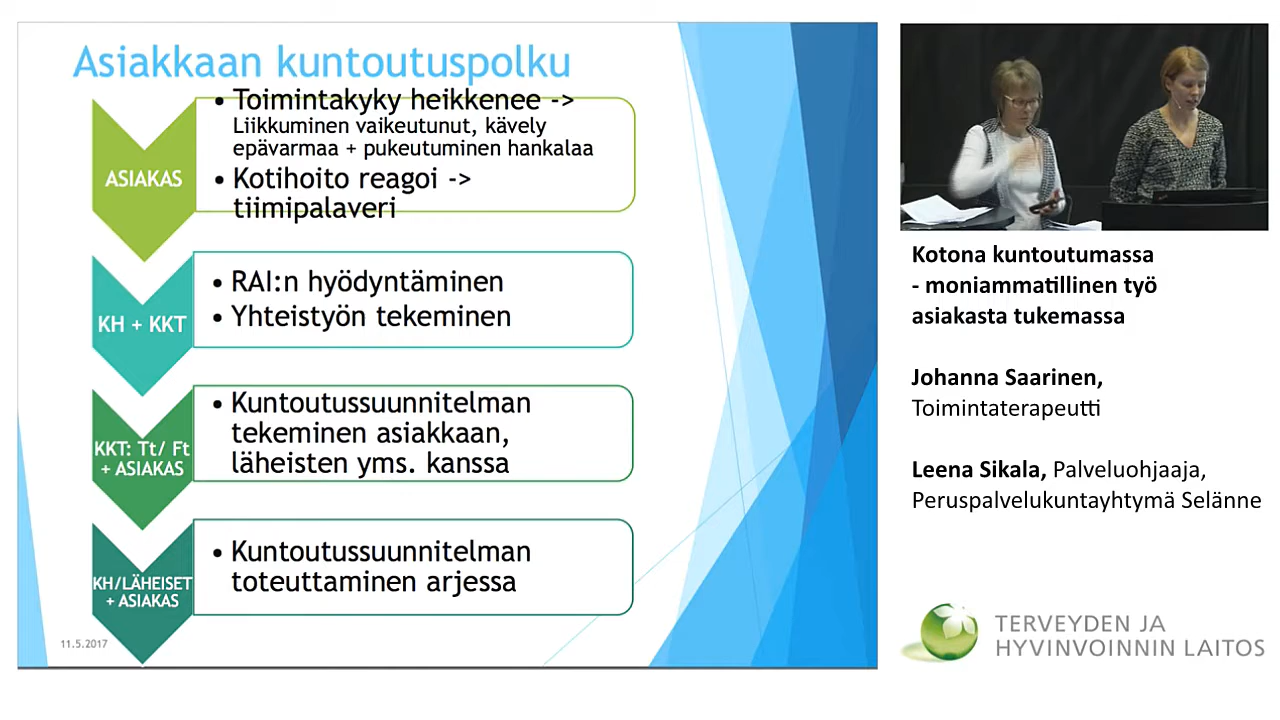 Asiakkaan kuntoutuspolku
ASIAKAS
• Toimintakyky heikkenee ->
Liikkuminen vaikeutunut, kävely
epävarmaa + pukeutuminen hankalaa
• Kotihoito reagoi ->
tiimipalaveri
KH + KKT
• RAI:n hyödyntäminen
• Yhteistyön tekeminen
KKT: Tt/ Ft
+ ASIAKAS
• Kuntoutussuunnitelman
tekeminen asiakkaan,
läheisten yms. kanssa
KH/LÄHEISET
+ ASIAKAS
• Kuntoutussuunnitelman
toteuttaminen arjessa
11.5.2017
Kotona kuntoutumassa
- moniammatillinen työ
asiakasta tukemassa
Johanna Saarinen,
Toimintaterapeutti
Leena Sikala, Palveluohjaaja,
Peruspalvelukuntayhtymä Selänne
TERVEYDEN JA
HYVINVOINNIN LAITOS